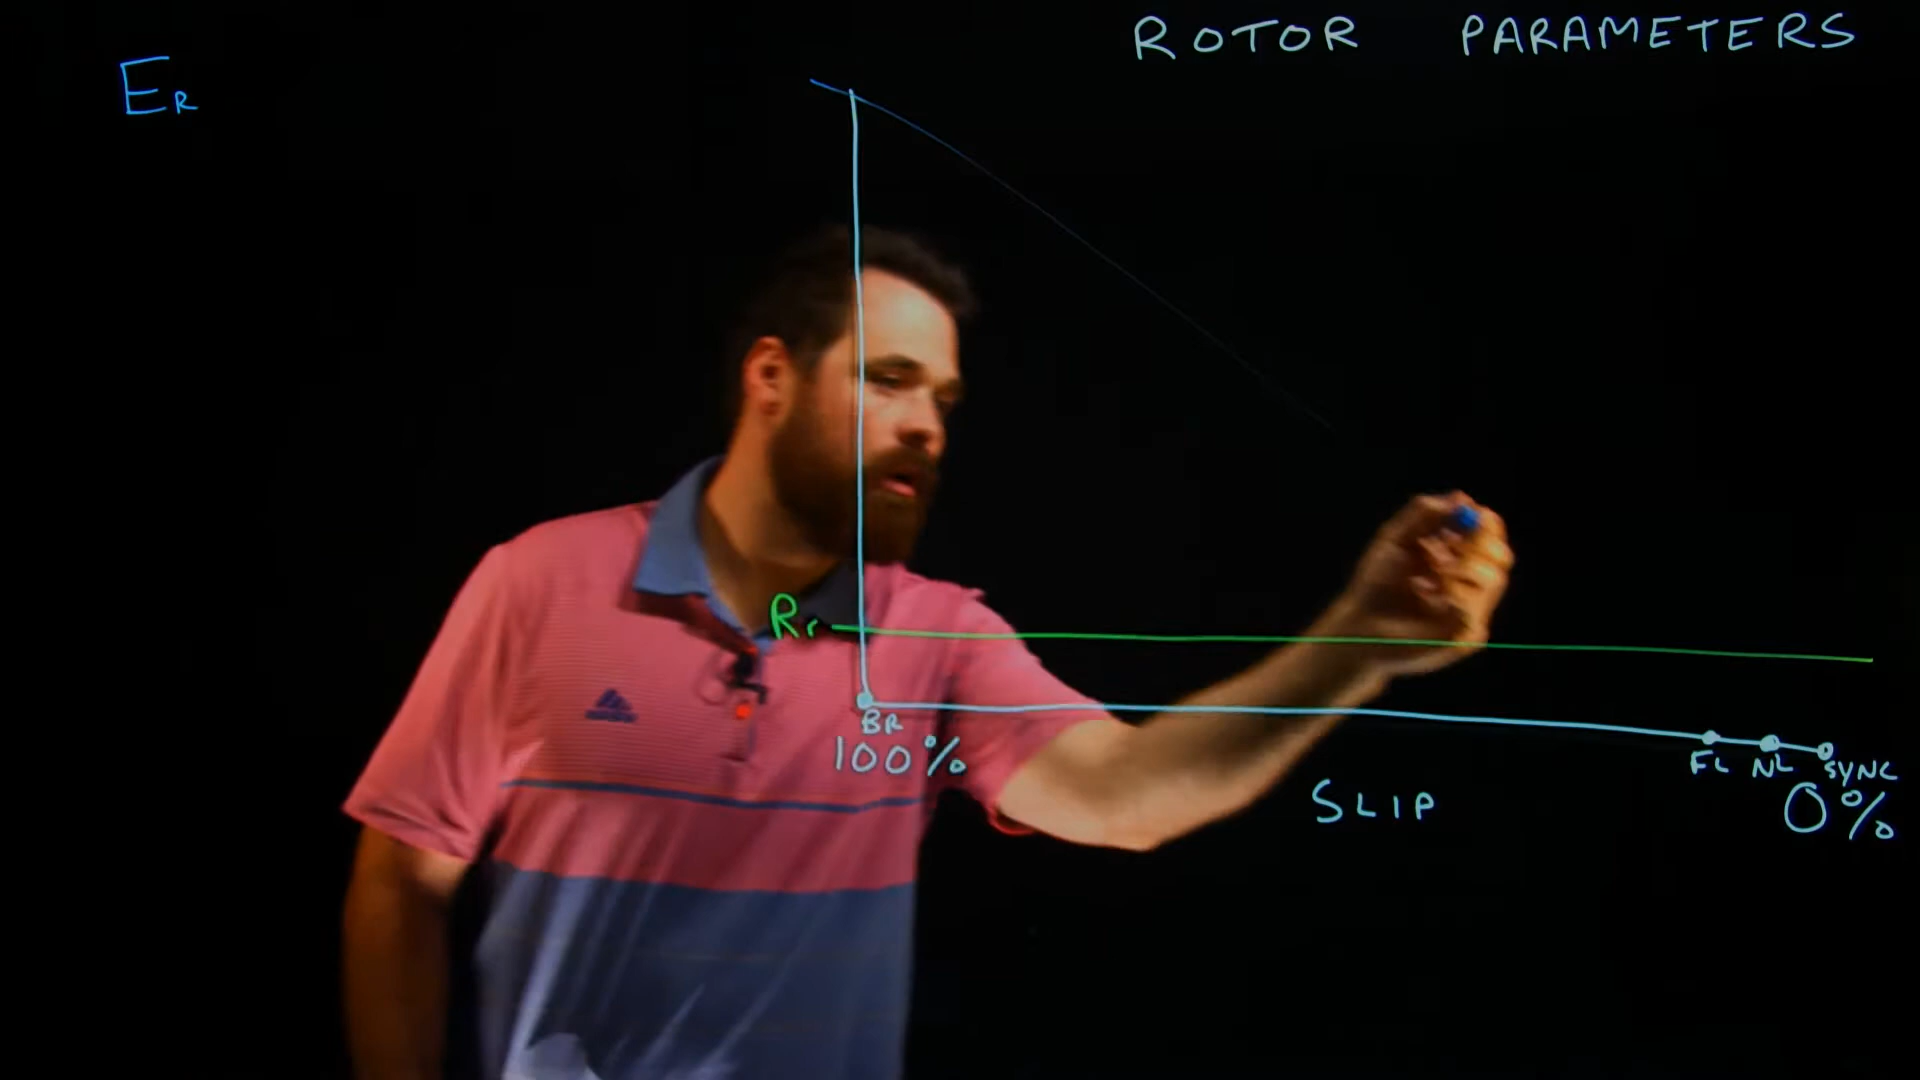 ROTOR PARAMETERS
ER
Rr
BR
100%
FL NL SYNC
SLIP
0%